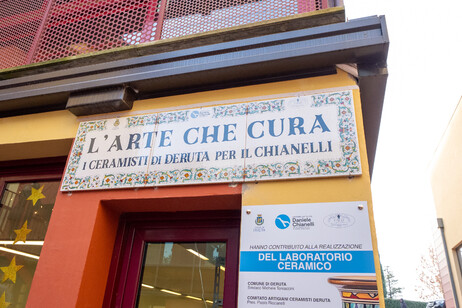 L'ARTE CHE CURA
I CERAMISTI DI DERUTA PER IL CHIANELLI
Daniele
Chianelli
HANNO CONTRIBUITO ALLA REALIZZAZIONE
DEL LABORATORIO
CERAMICO
COMUNE DI DERUTA
COMITATO ARTIGIANI CERAMISTI DERUTA